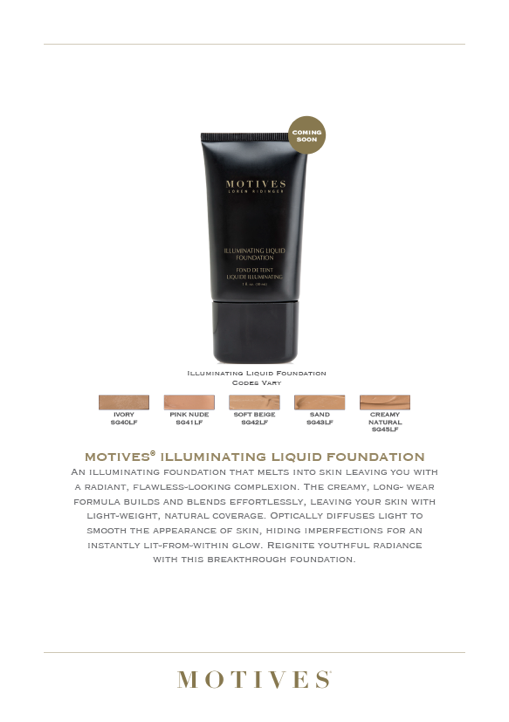 COMING
SOON
MOTIVES
LOREN RIDINGER
ILLUMINATING LIQUID
FOUNDATION
FOND DE TEINT
LIQUIDE ILLUMINATING
Illuminating Liquid Foundation
Codes Vary
IVORY
SG40LF
PINK NUDE
SG41LF
SOFT BEIGE
SG42LF
SAND
SG43LF
CREAMY
NATURAL
SG45LF
MOTIVES® ILLUMINATING LIQUID FOUNDATION
An illuminating foundation that melts into skin leaving you with
a radiant, flawless-looking complexion. The creamy, long- wear
formula builds and blends effortlessly, leaving your skin with
light-weight, natural coverage. Optically diffuses light to
smooth the appearance of skin, hiding imperfections for an
instantly lit-from-within glow. Reignite youthful radiance
with this breakthrough foundation.
MOTIVES®